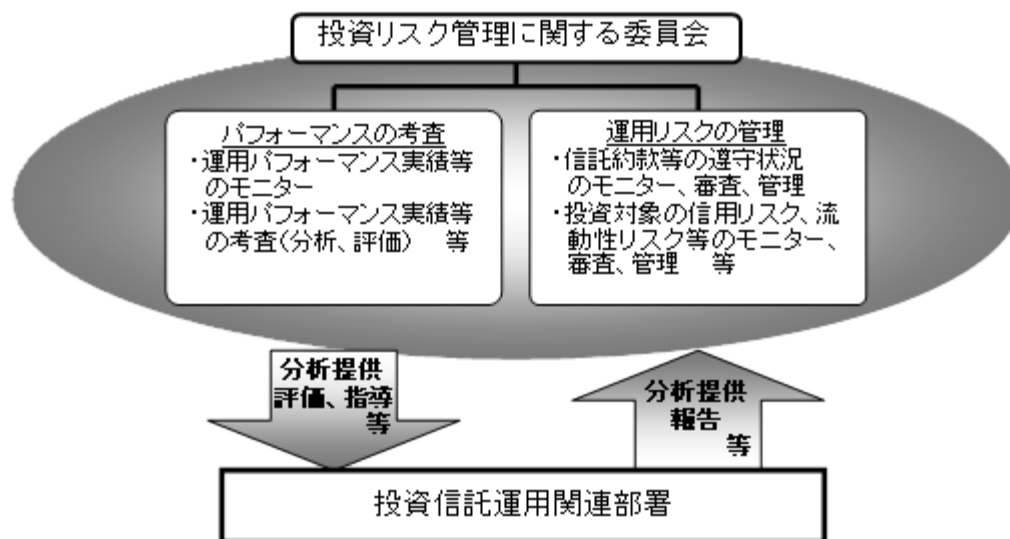 投資リスク管理に関する委員会
パフォーマンスの考査
・運用パフォーマンス実績等
のモニター
・運用パフォーマンス実績等
の考査(分析、評価) 等
運用リスクの管理
・信託約款等の遵守状況
のモニター、審査、管理
・投資対象の信用リスク、流
動性リスク等のモニター、
審査、管理 等
分析提供
評価、指導
等
分析提供
報告
等
投資信託運用関連部署